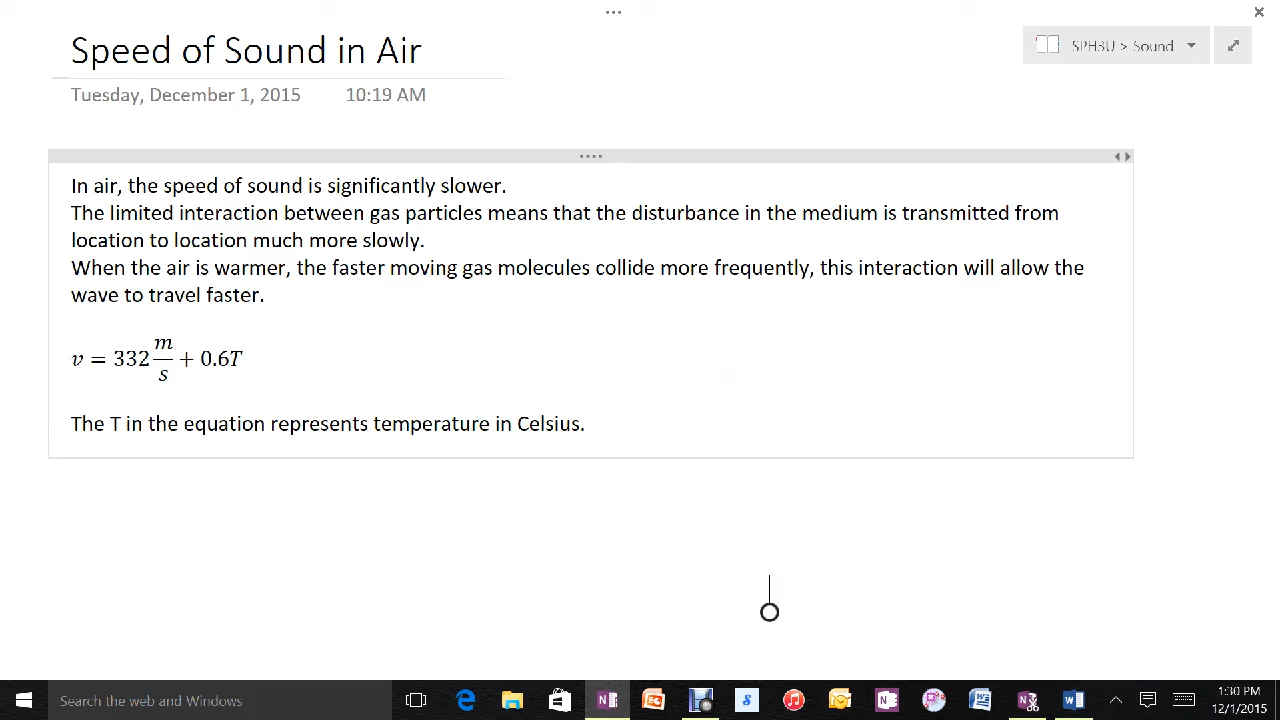 Speed of Sound in Air
SPH3U > Sound
Tuesday, December 1, 2015 10:19 AM
In air, the speed of sound is significantly slower.
The limited interaction between gas particles means that the disturbance in the medium is transmitted from
location to location much more slowly.
When the air is warmer, the faster moving gas molecules collide more frequently, this interaction will allow the
wave to travel faster.
v = 332 m/s + 0.6T
The T in the equation represents temperature in Celsius.
Search the web and Windows
1:30 PM
12/1/2015